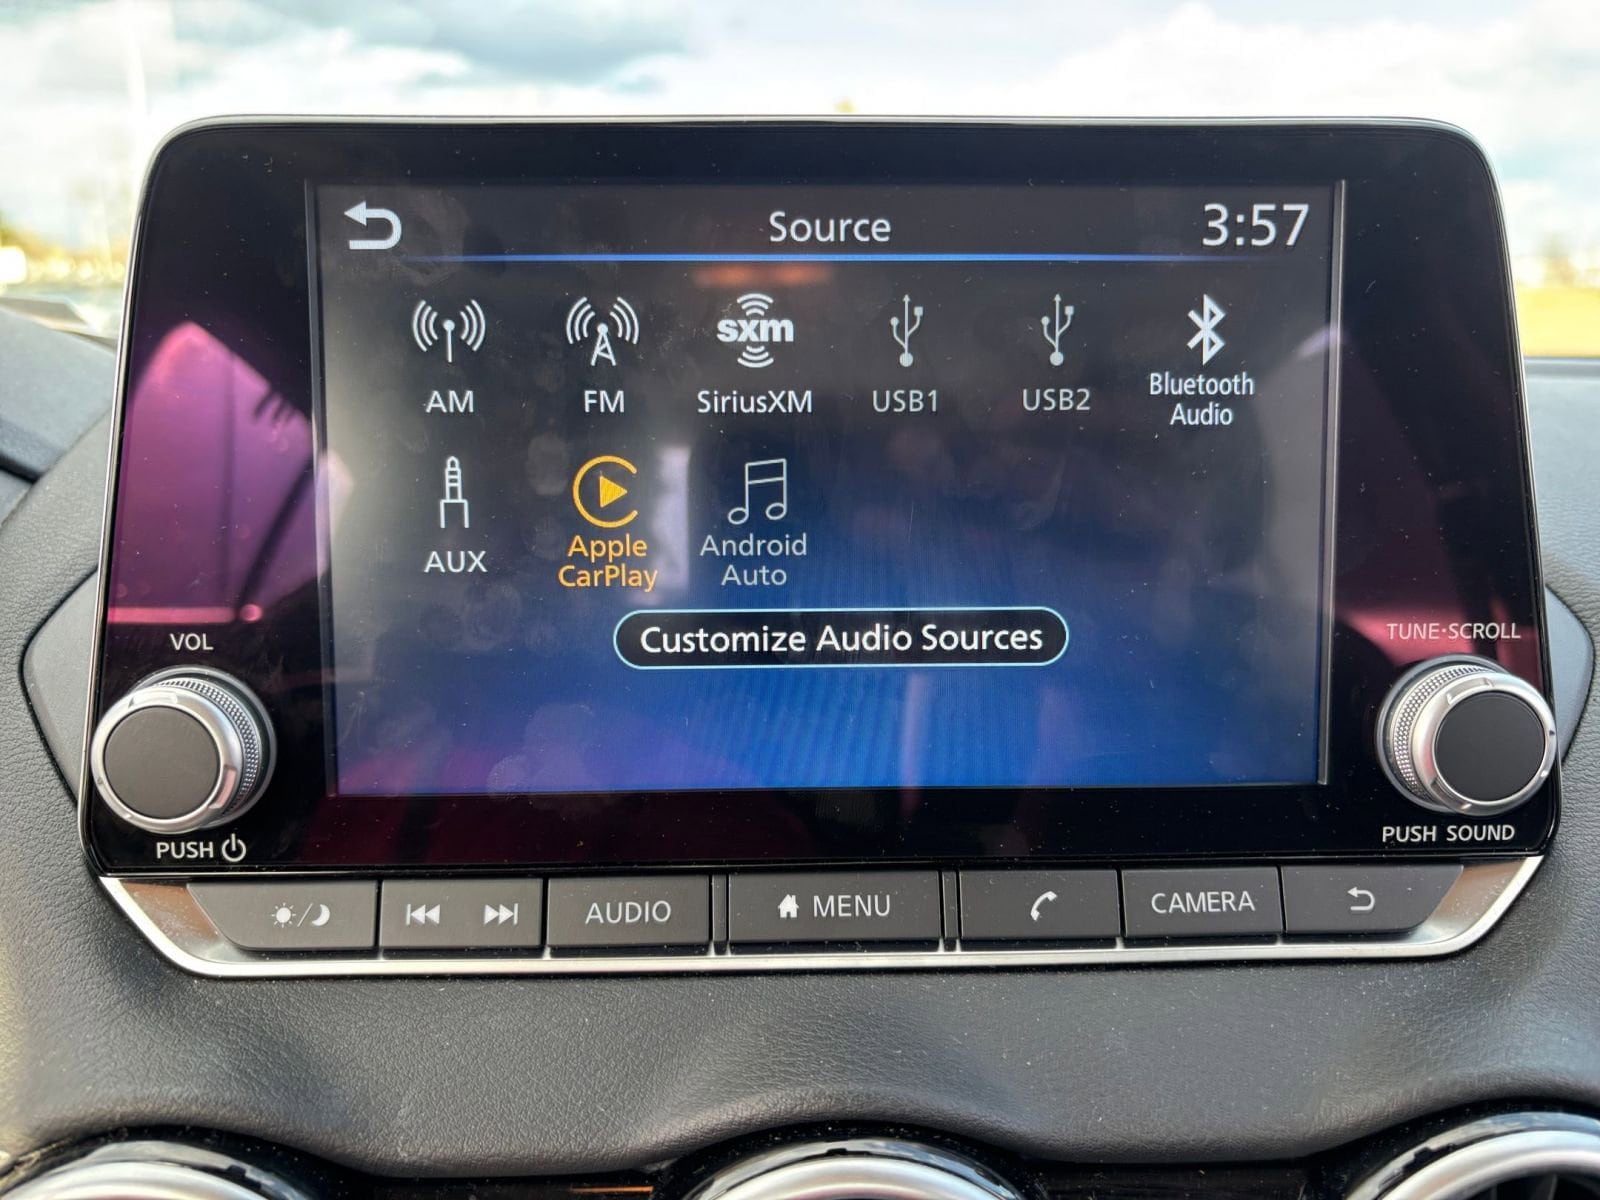 Source
3:57
sxm
AM
FM
SiriusXM
USB1
USB2
Bluetooth
Audio
AUX
Apple
CarPlay
Android
Auto
Customize Audio Sources
VOL
TUNE·SCROLL
PUSH
PUSH SOUND
AUDIO
MENU
CAMERA